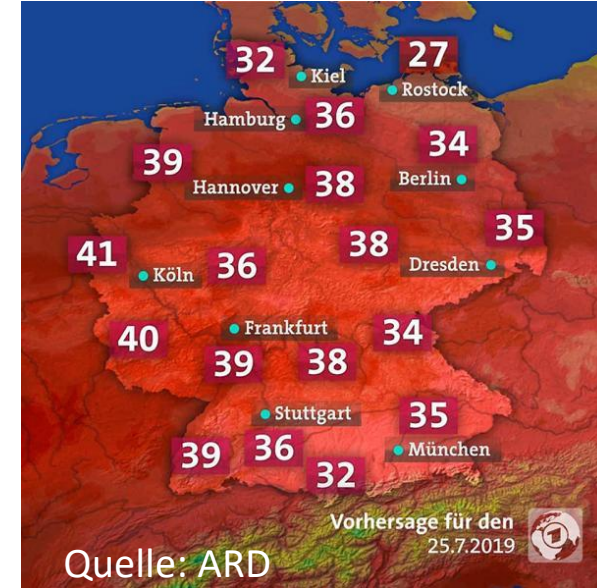 32
27
Kiel
Rostock
Hamburg 36
34
39
Hannover 38
Berlin
35
41
38
Köln 36
Dresden
40
Frankfurt
34
39 38
Stuttgart
35
39 36
München
32
Vorhersage für den
25.7.2019
Quelle: ARD